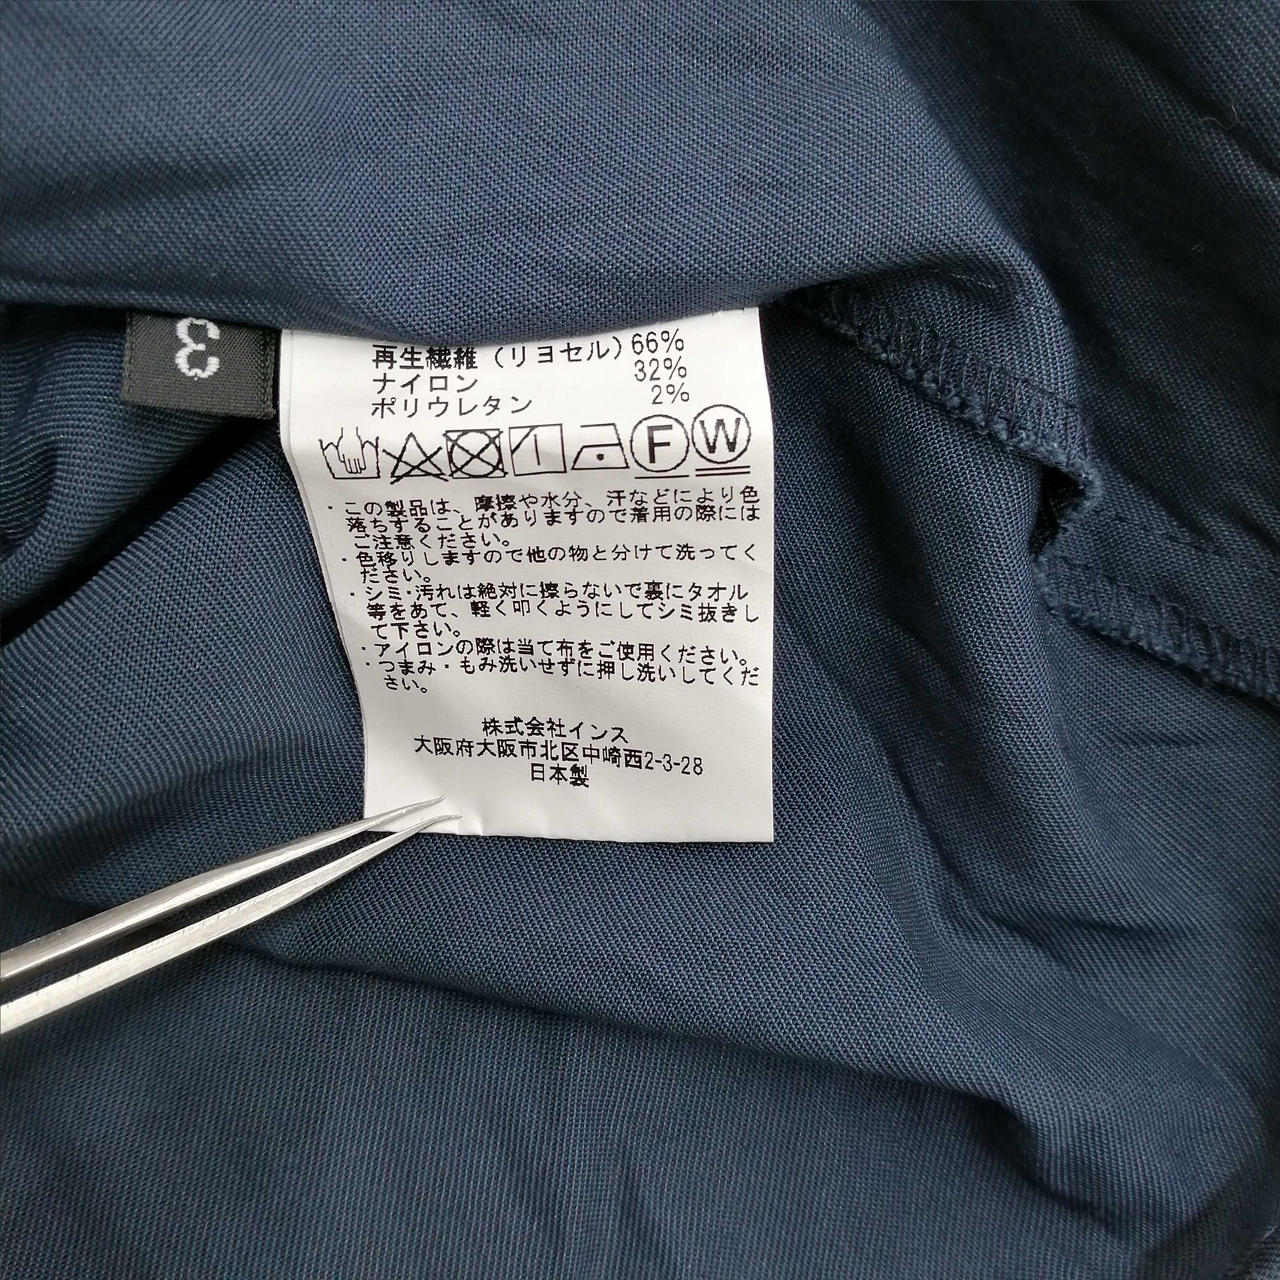 3
再生繊維（リヨセル）66%
ナイロン 32%
ポリウレタン 2%
F W
・この製品は、摩擦や水分、汗などにより色
落ちすることがありますので着用の際には
ご注意ください。
・色移りしますので他の物と分けて洗ってく
ださい。
・シミ・汚れは絶対に擦らないで裏にタオル
等をあて、軽く叩くようにしてシミ抜きし
て下さい。
・アイロンの際は当て布をご使用ください。
・つまみ・もみ洗いせずに押し洗いしてくだ
さい。
株式会社インス
大阪府大阪市北区中崎西2-3-28
日本製